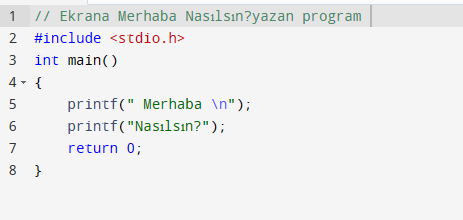 1 // Ekrana Merhaba Nasılsın?yazan program
2 #include <stdio.h>
3 int main()
4 {
5 printf(" Merhaba \n");
6 printf("Nasılsın?");
7 return 0;
8 }